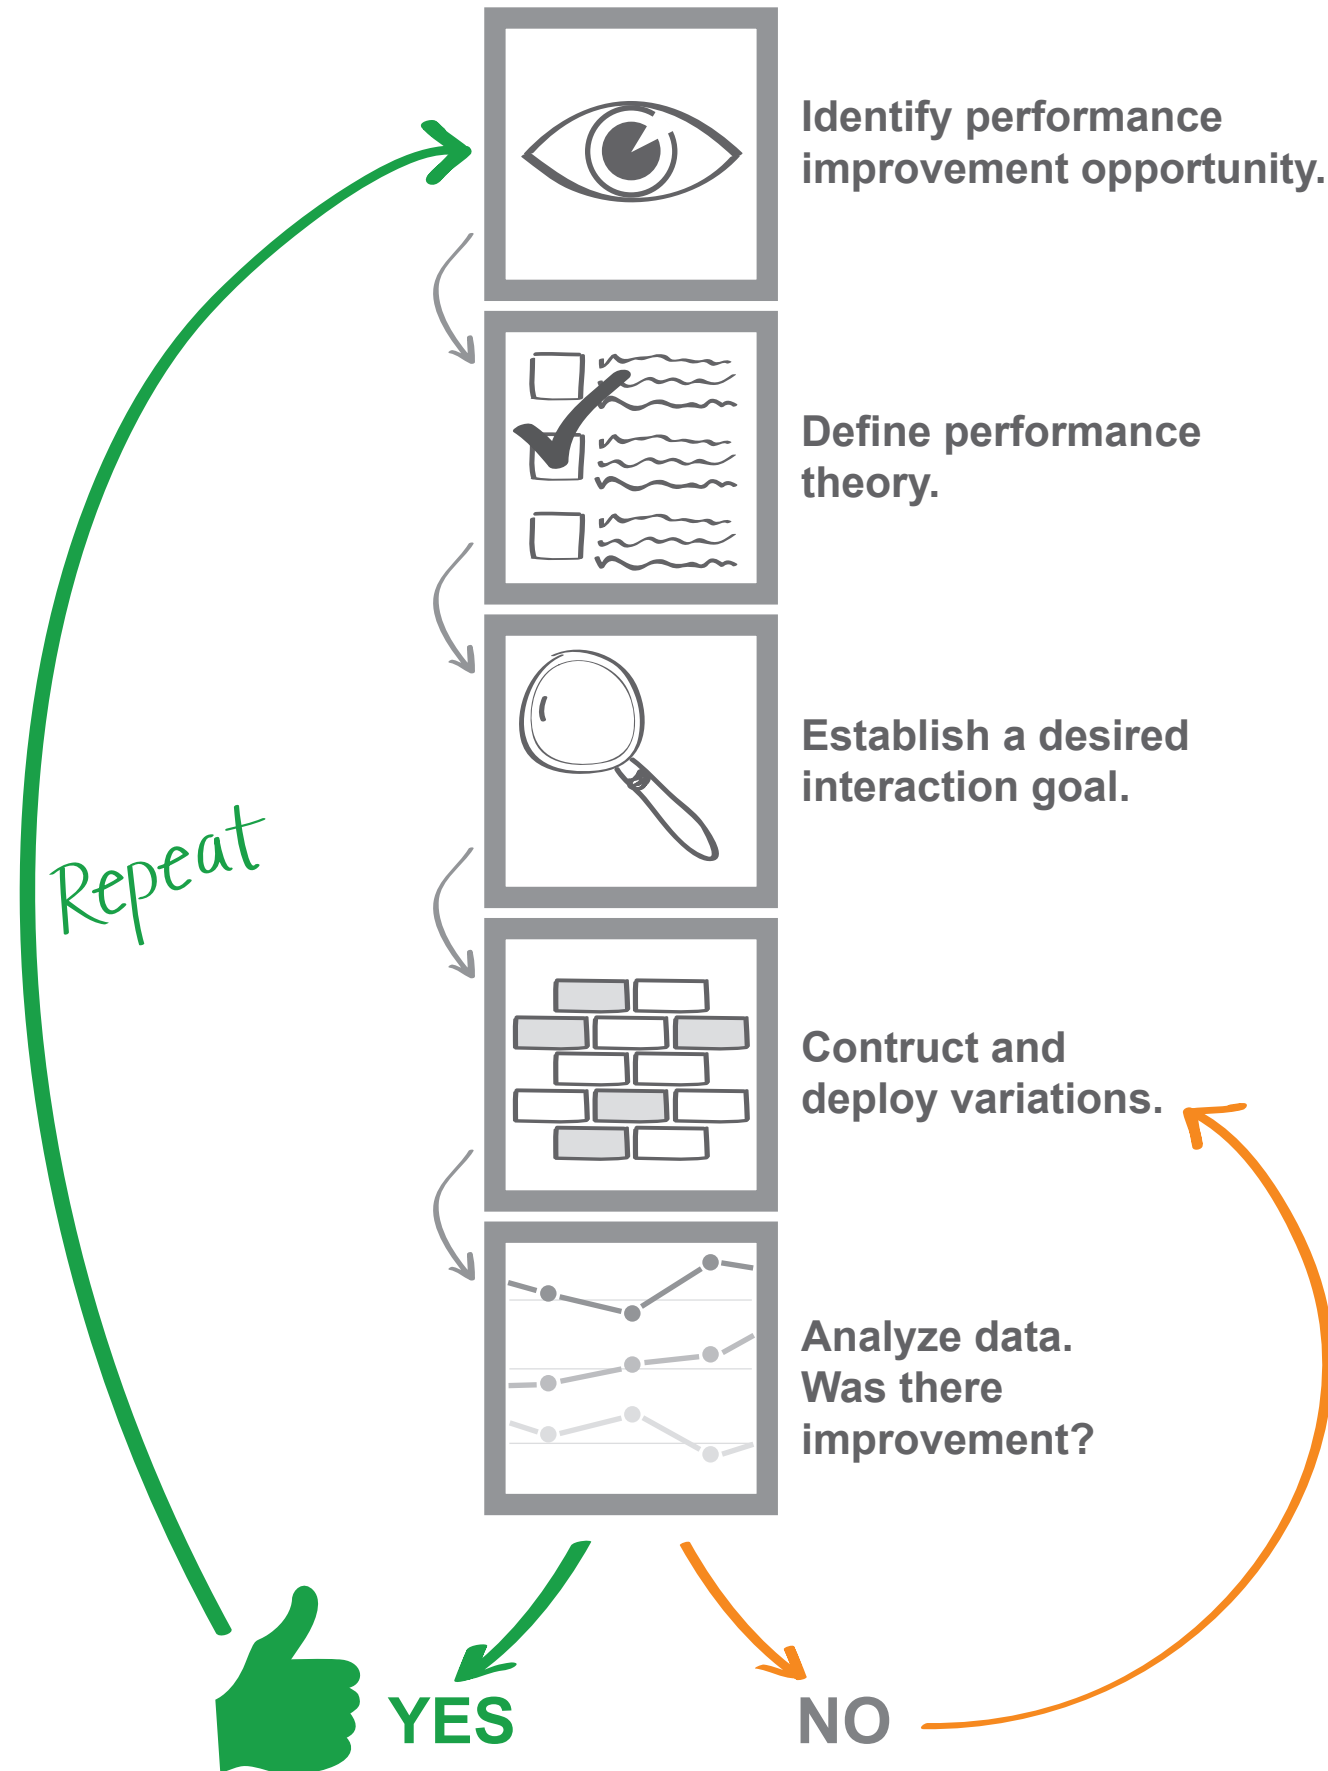 Identify performance
improvement opportunity.
Define performance
theory.
Establish a desired
interaction goal.
Repeat
Contruct and
deploy variations.
Analyze data.
Was there
improvement?
YES
NO